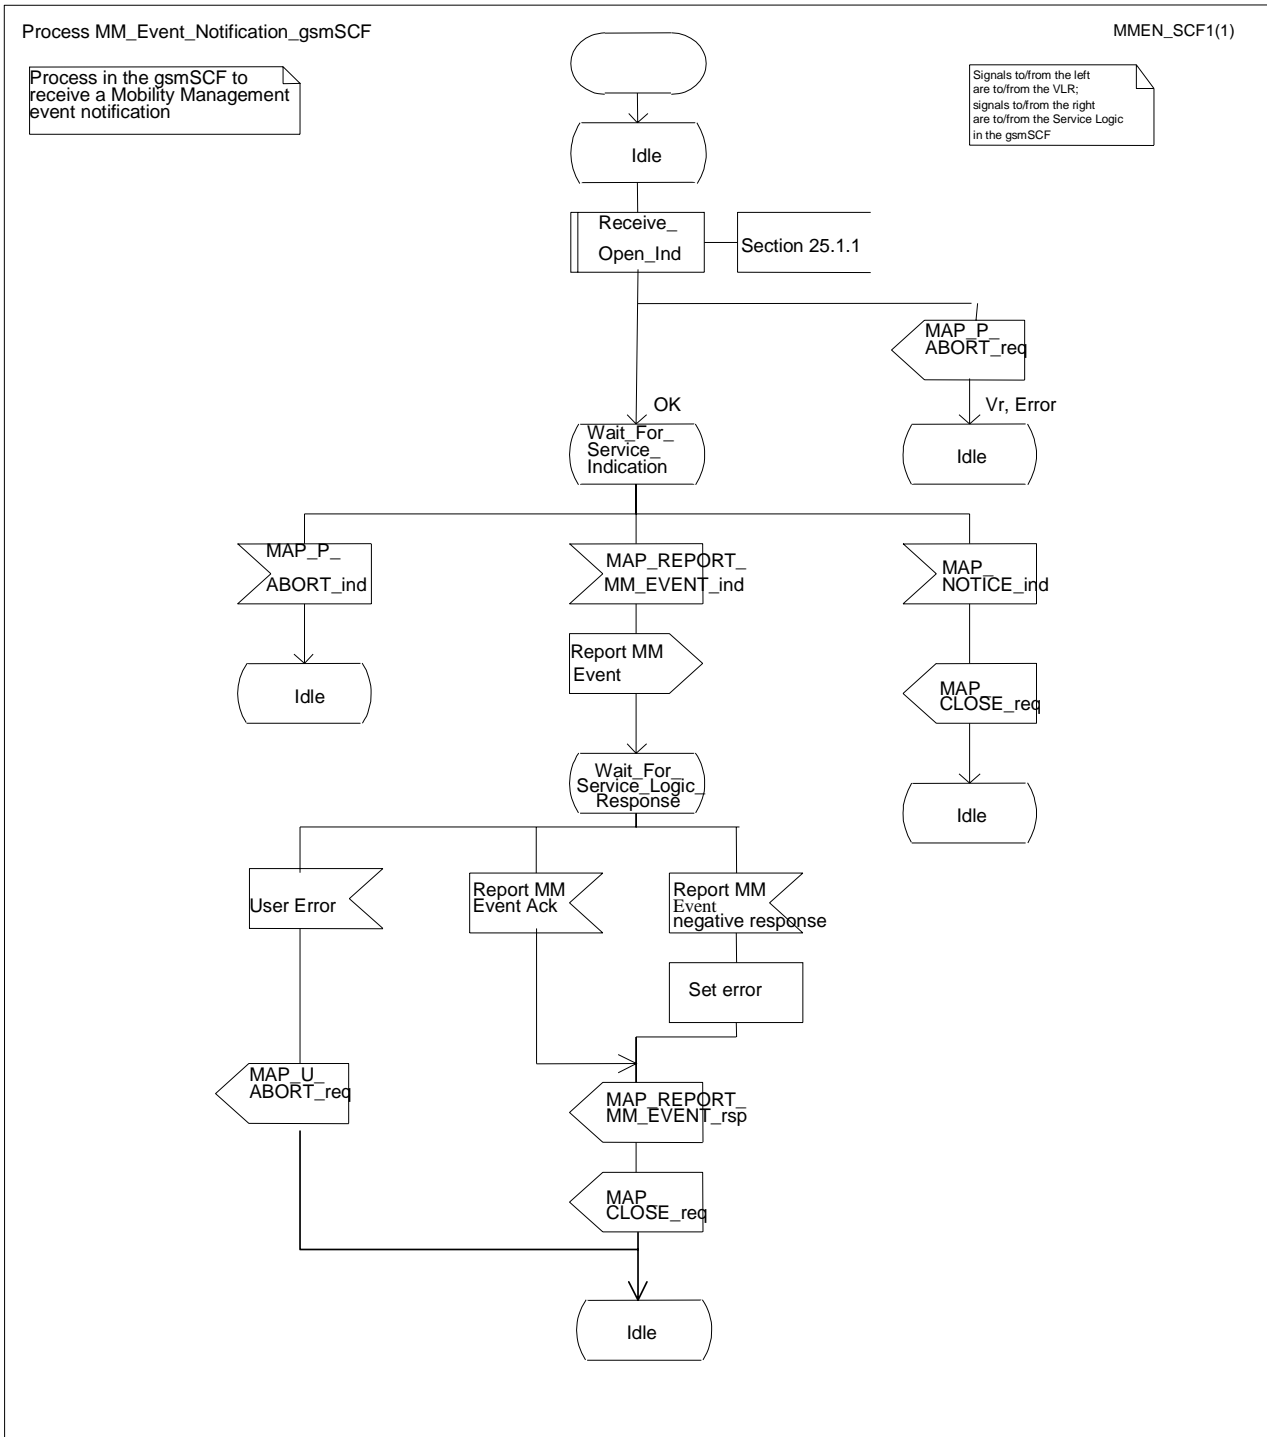 Process MM_Event_Notification_gsmSCF
MMEN_SCF1(1)
Process in the gsmSCF to
receive a Mobility Management
event notification
Signals to/from the left
are to/from the VLR;
signals to/from the right
are to/from the Service Logic
in the gsmSCF
Idle
Receive_
Open_Ind
Section 25.1.1
MAP_P_
ABORT_req
OK
Vr, Error
Wait_For_
Service_
Indication
Idle
MAP_P_
ABORT_ind
MAP_REPORT_
MM_EVENT_ind
MAP_
NOTICE_ind
Report MM
Event
Idle
MAP_
CLOSE_req
Wait_For_
Service_Logic_
Response
Idle
User Error
Report MM
Event Ack
Report MM
Event
negative response
Set error
MAP_U_
ABORT_req
MAP_REPORT_
MM_EVENT_rsp
MAP_
CLOSE_req
Idle